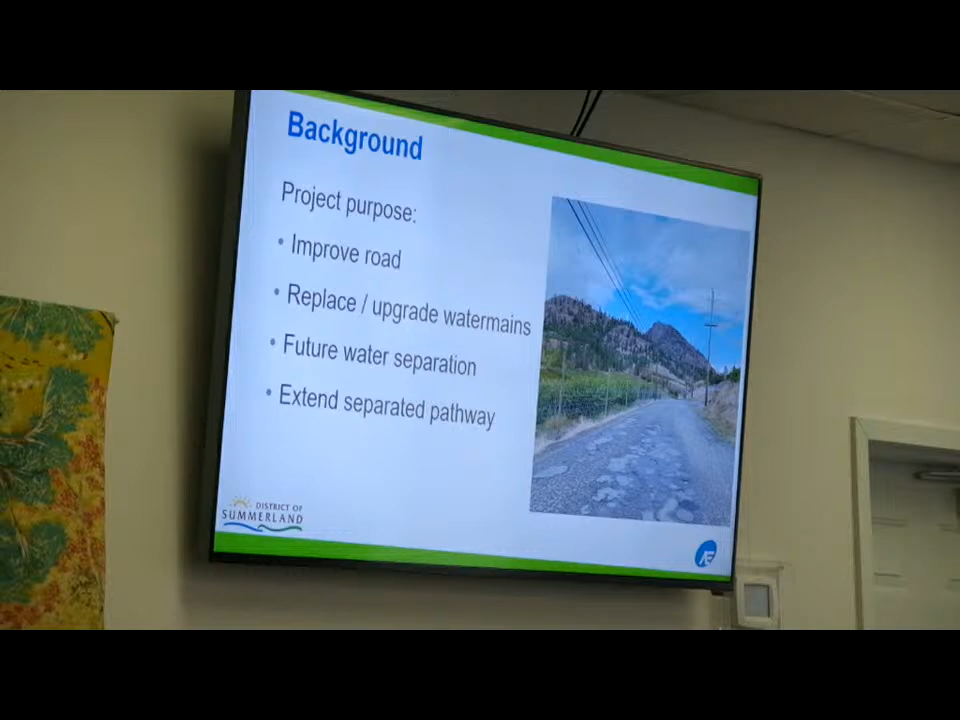 Background
Project purpose:
• Improve road
• Replace / upgrade watermains
• Future water separation
• Extend separated pathway
DISTRICT OF
SUMMERLAND